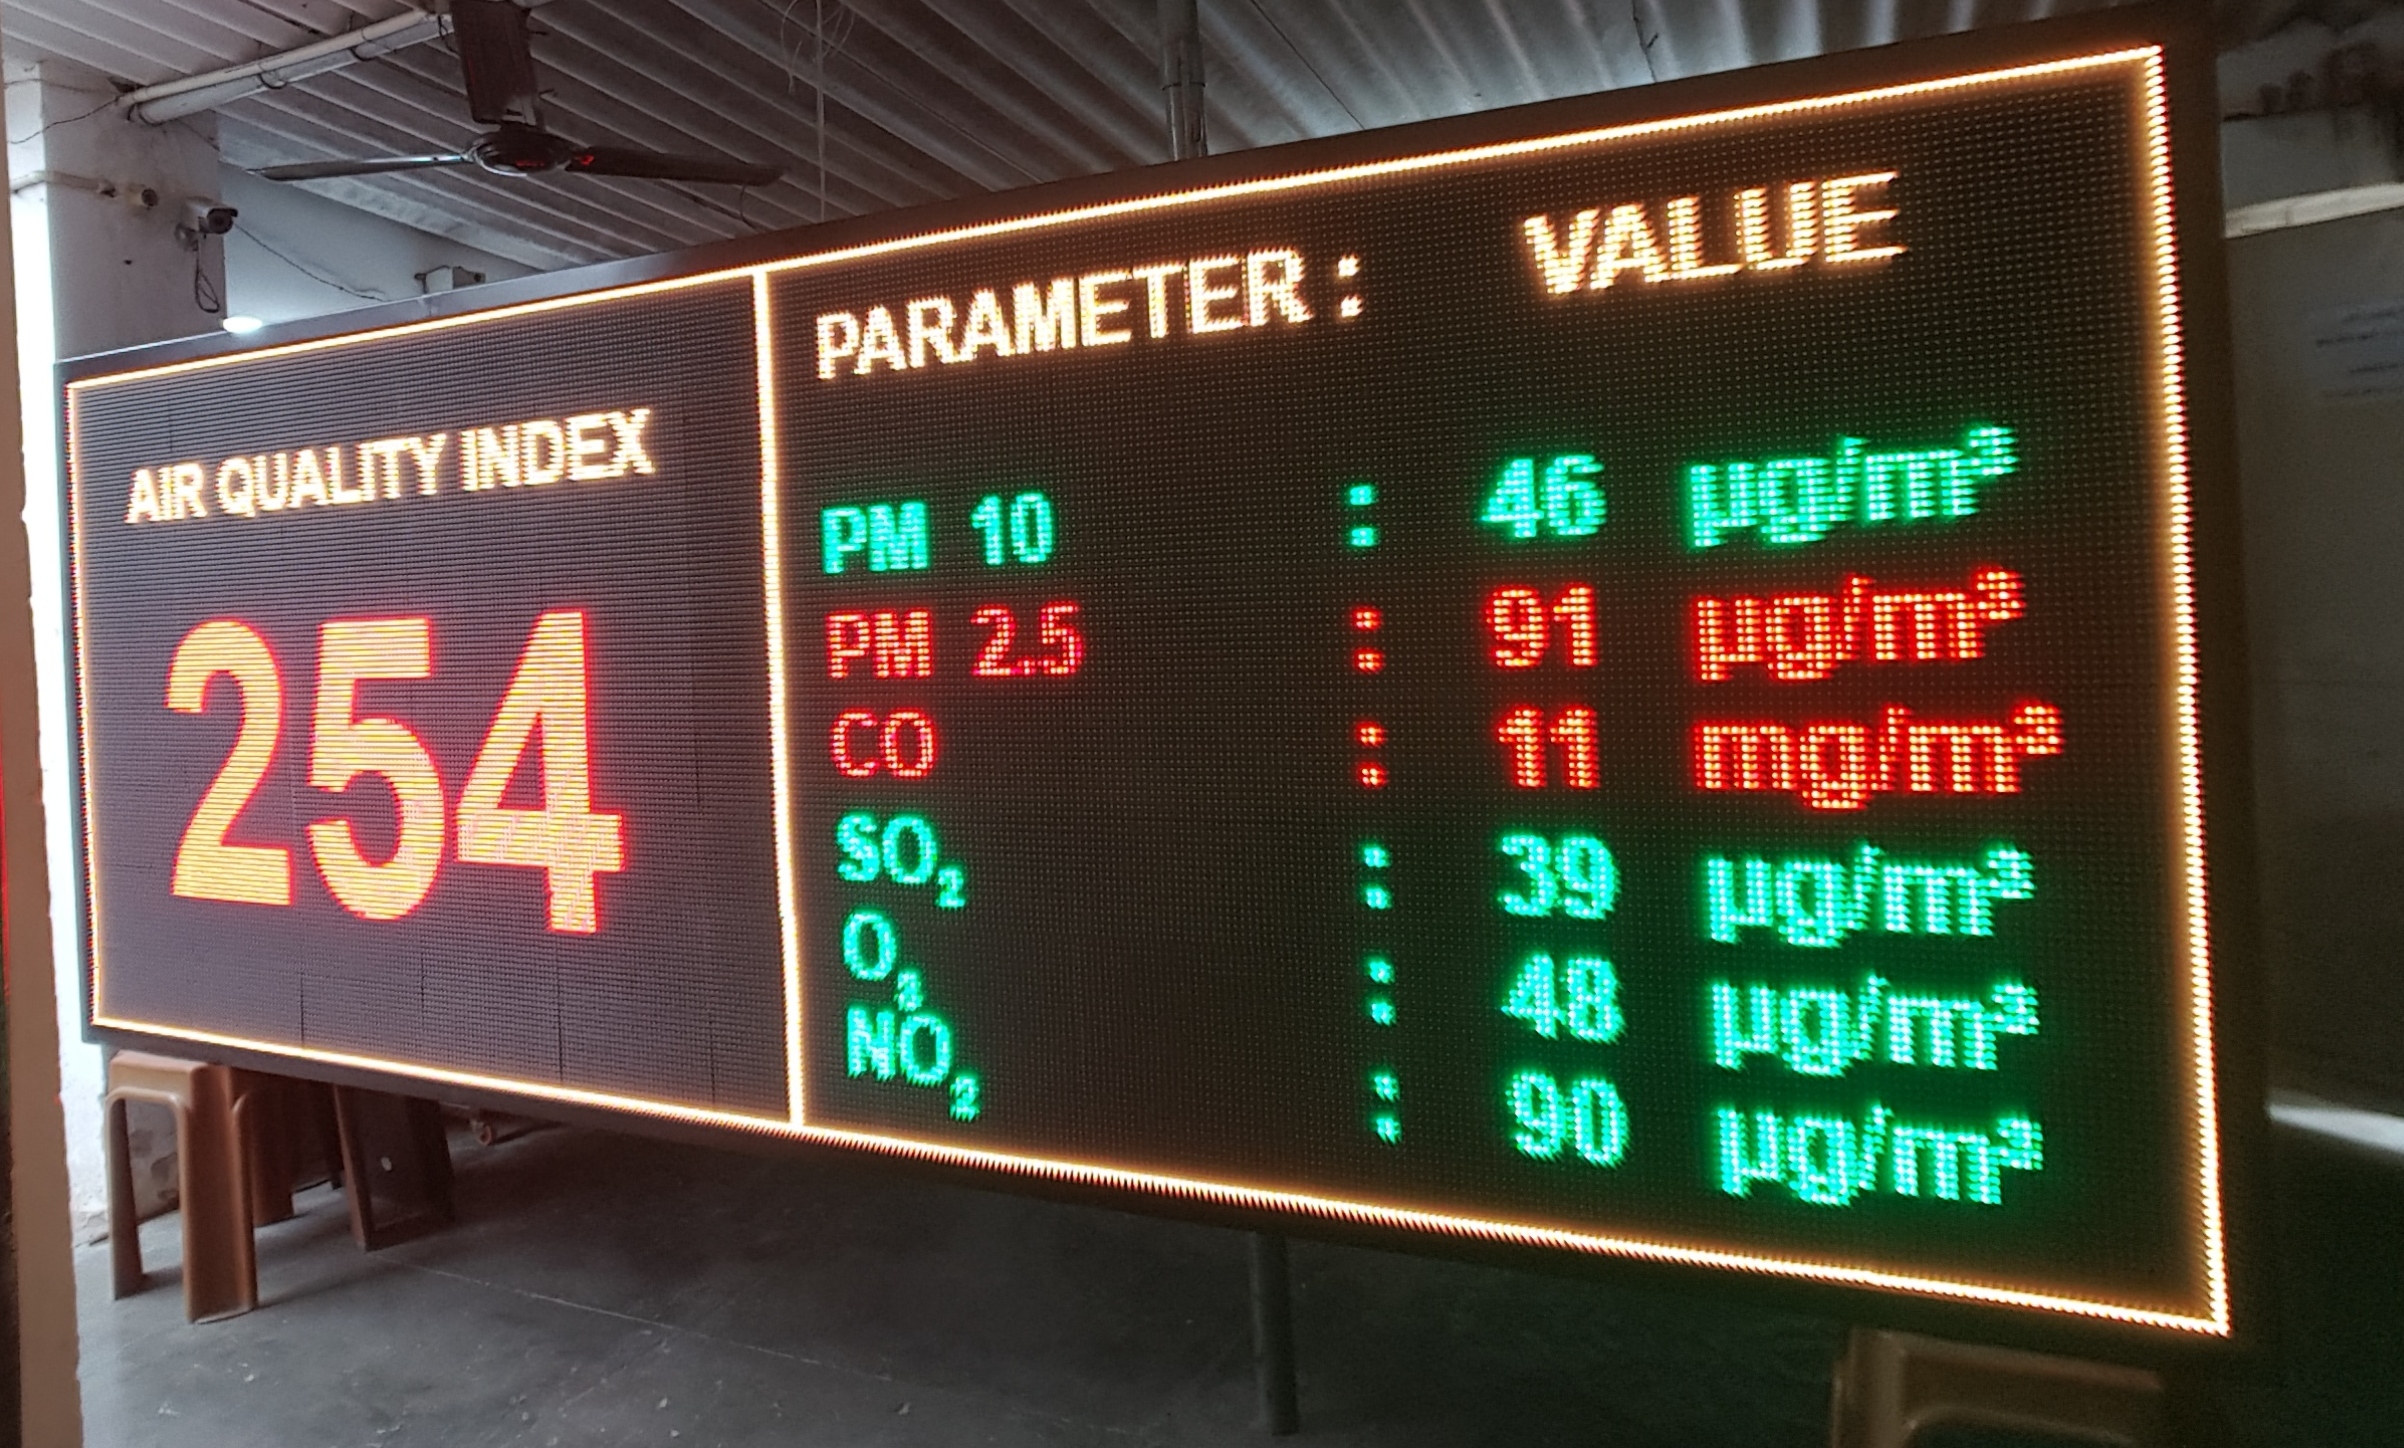 AIR QUALITY INDEX
254
PARAMETER : VALUE
PM 10 : 46 µg/m³
PM 2.5 : 91 µg/m³
CO : 11 mg/m³
SO₂ : 39 µg/m³
O₃ : 48 µg/m³
NO₂ : 90 µg/m³